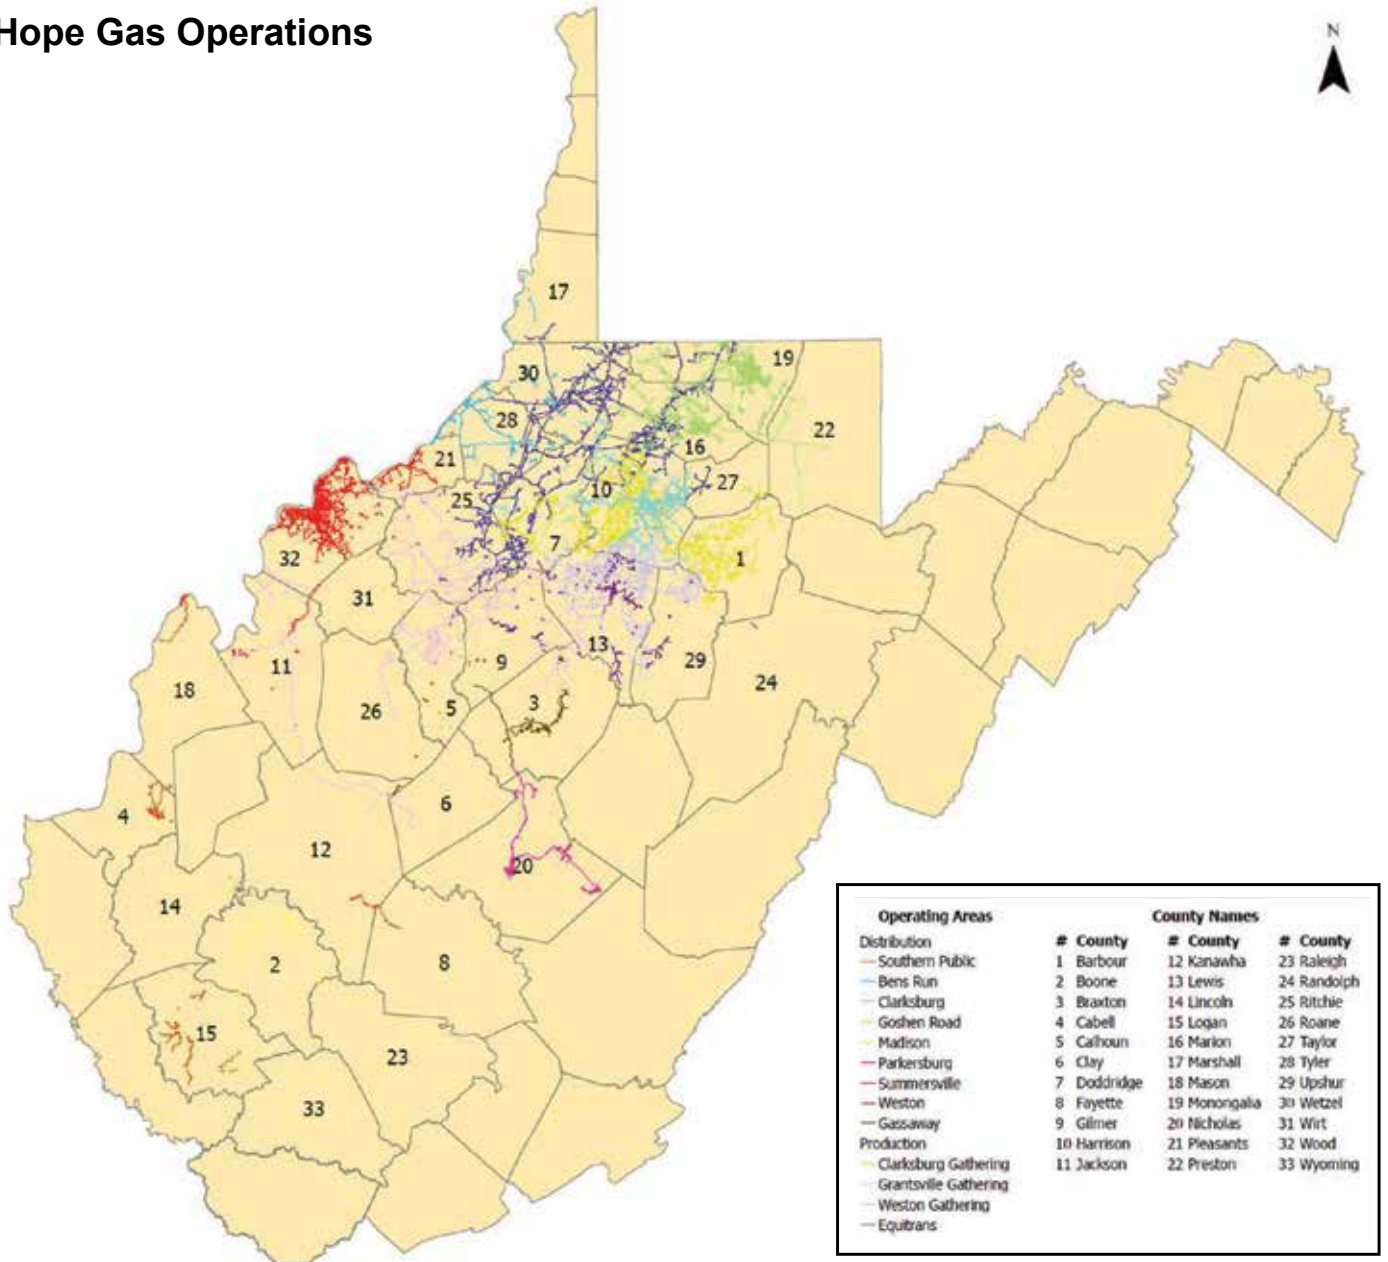 Hope Gas Operations
N
17
19
30
28
22
16
21
27
10
25
7
1
32
31
13
9
29
11
24
18
3
5
26
6
4
12
20
14
2
8
15
23
33
Operating Areas County Names
Distribution # County # County # County
Southern Public 1 Barbour 12 Kanawha 23 Raleigh
Bens Run 2 Boone 13 Lewis 24 Randolph
Clarksburg 3 Braxton 14 Lincoln 25 Ritchie
Goshen Road 4 Cabell 15 Logan 26 Roane
Madison 5 Calhoun 16 Marion 27 Taylor
Parkersburg 6 Clay 17 Marshall 28 Tyler
Summersville 7 Doddridge 18 Mason 29 Upshur
Weston 8 Fayette 19 Monongalia 30 Wetzel
Gassaway 9 Gilmer 20 Nicholas 31 Wirt
Production 10 Harrison 21 Pleasants 32 Wood
Clarksburg Gathering 11 Jackson 22 Preston 33 Wyoming
Grantsville Gathering
Weston Gathering
Equitrans